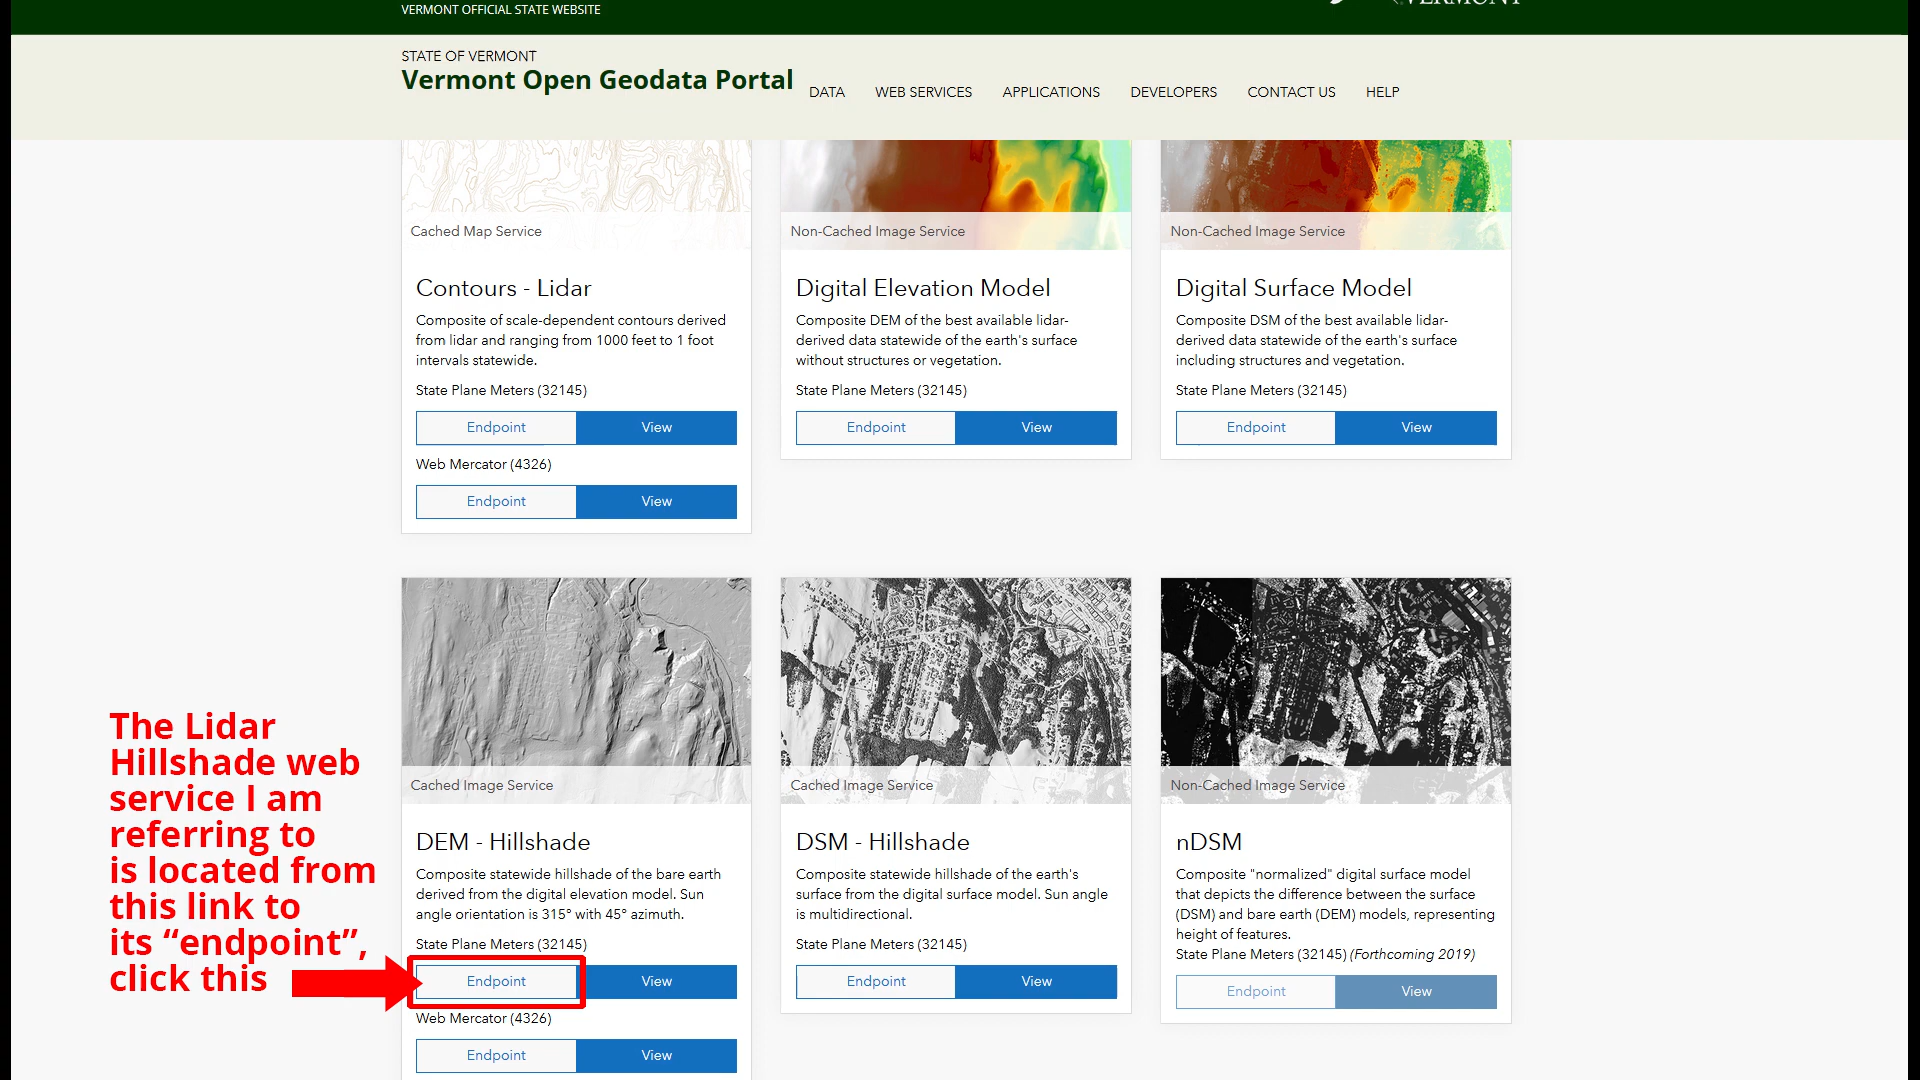 VERMONT OFFICIAL STATE WEBSITE
VERMONT
STATE OF VERMONT
Vermont Open Geodata Portal
DATA
WEB SERVICES
APPLICATIONS
DEVELOPERS
CONTACT US
HELP
Cached Map Service
Contours - Lidar
Composite of scale-dependent contours derived
from lidar and ranging from 1000 feet to 1 foot
intervals statewide.
State Plane Meters (32145)
Endpoint
View
Web Mercator (4326)
Endpoint
View
Non-Cached Image Service
Digital Elevation Model
Composite DEM of the best available lidar-
derived data statewide of the earth's surface
without structures or vegetation.
State Plane Meters (32145)
Endpoint
View
Non-Cached Image Service
Digital Surface Model
Composite DSM of the best available lidar-
derived data statewide of the earth's surface
including structures and vegetation.
State Plane Meters (32145)
Endpoint
View
The Lidar
Hillshade web
service I am
referring to
is located from
this link to
its “endpoint”,
click this
Cached Image Service
DEM - Hillshade
Composite statewide hillshade of the bare earth
derived from the digital elevation model. Sun
angle orientation is 315° with 45° azimuth.
State Plane Meters (32145)
Endpoint
View
Web Mercator (4326)
Endpoint
View
Cached Image Service
DSM - Hillshade
Composite statewide hillshade of the earth's
surface from the digital surface model. Sun angle
is multidirectional.
State Plane Meters (32145)
Endpoint
View
Non-Cached Image Service
nDSM
Composite "normalized" digital surface model
that depicts the difference between the surface
(DSM) and bare earth (DEM) models, representing
height of features.
State Plane Meters (32145) (Forthcoming 2019)
Endpoint
View